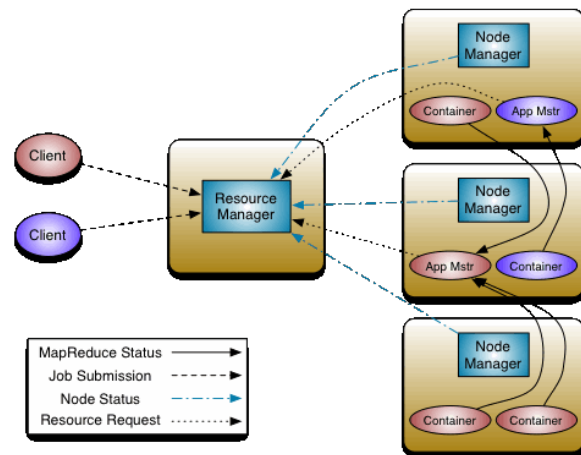 Node
Manager
Container
App Mstr
Client
Resource
Manager
Client
Node
Manager
App Mstr
Container
Node
Manager
Container
Container
MapReduce Status
Job Submission
Node Status
Resource Request